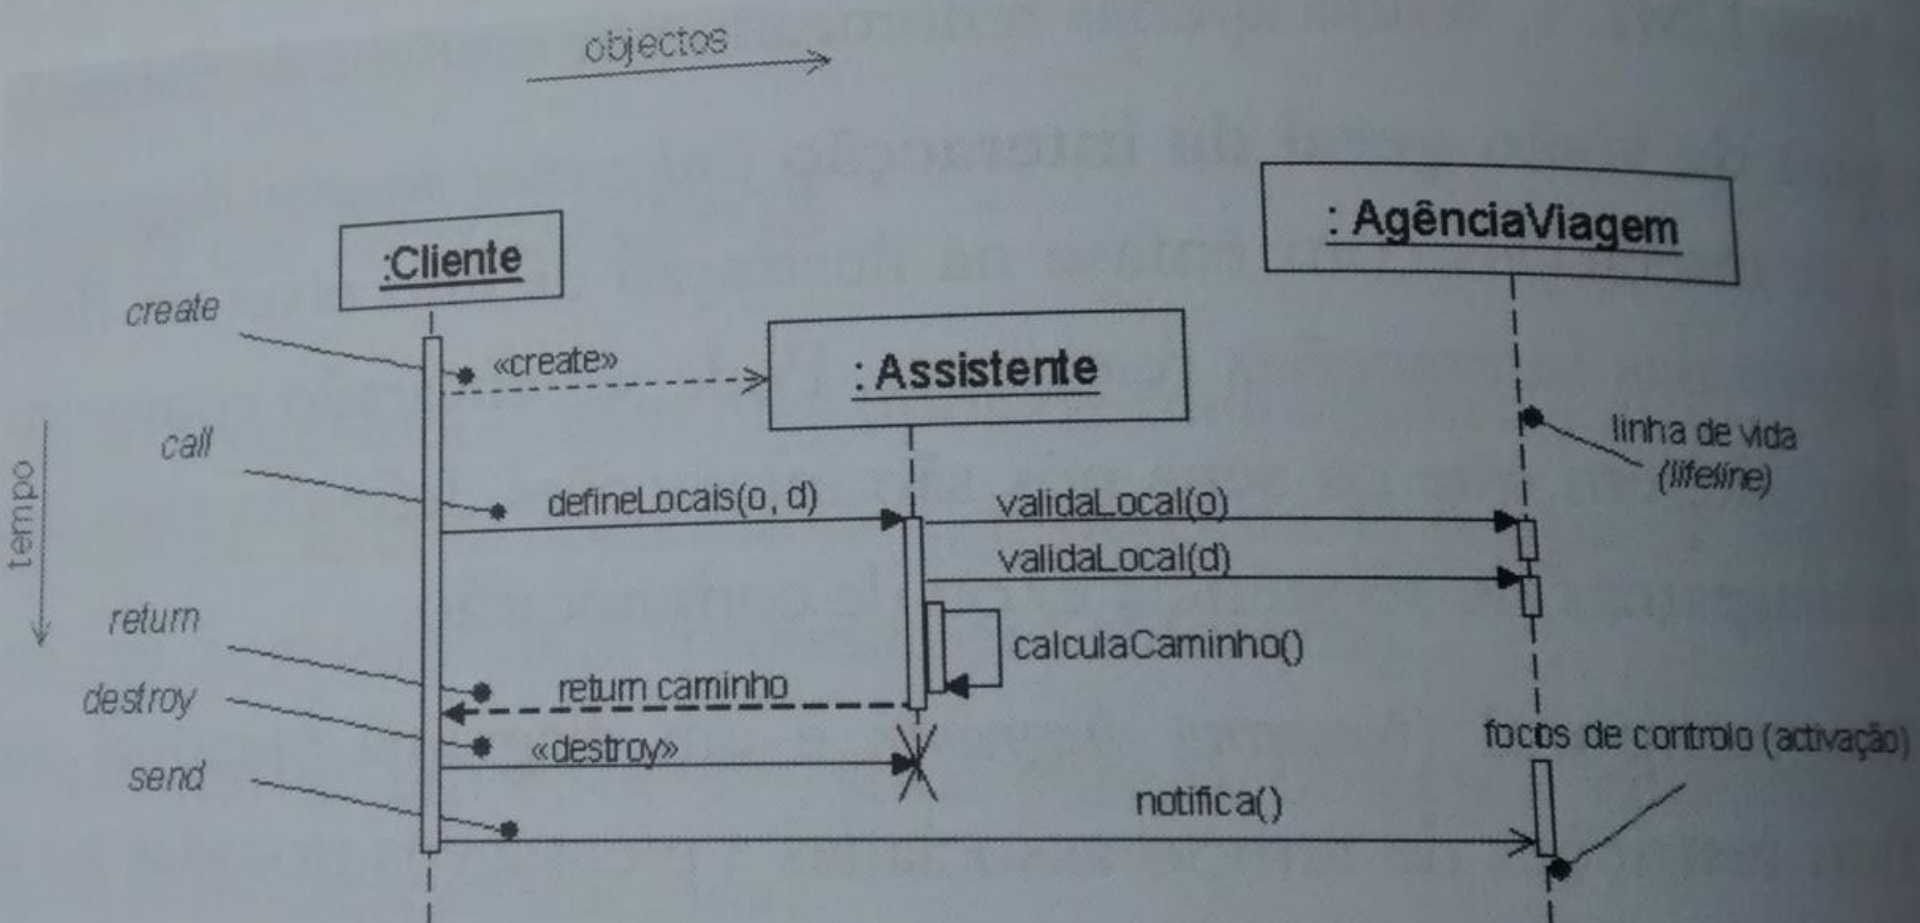 objectos
: AgênciaViagem
:Cliente
create
«create»
: Assistente
call
linha de vida
(lifeline)
defineLocais(o, d)
validaLocal(o)
tempo
validaLocal(d)
return
calculaCaminho()
return caminho
destroy
«destroy»
focos de controlo (activação)
send
notifica()